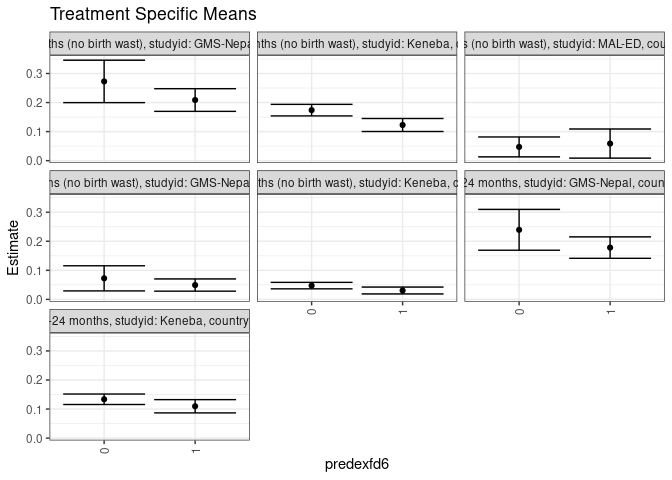 Treatment Specific Means
ths (no birth wast), studyid: GMS-Nepa
nths (no birth wast), studyid: Keneba,
s (no birth wast), studyid: MAL-ED, cou
0.3
0.2
0.1
0.0
ns (no birth wast), studyid: GMS-Nepal
ths (no birth wast), studyid: Keneba, c
24 months, studyid: GMS-Nepal, coun
0.3
0.2
0.1
0.0
0
1
0
1
-24 months, studyid: Keneba, country
0.3
0.2
0.1
0.0
0
1
Estimate
predexfd6